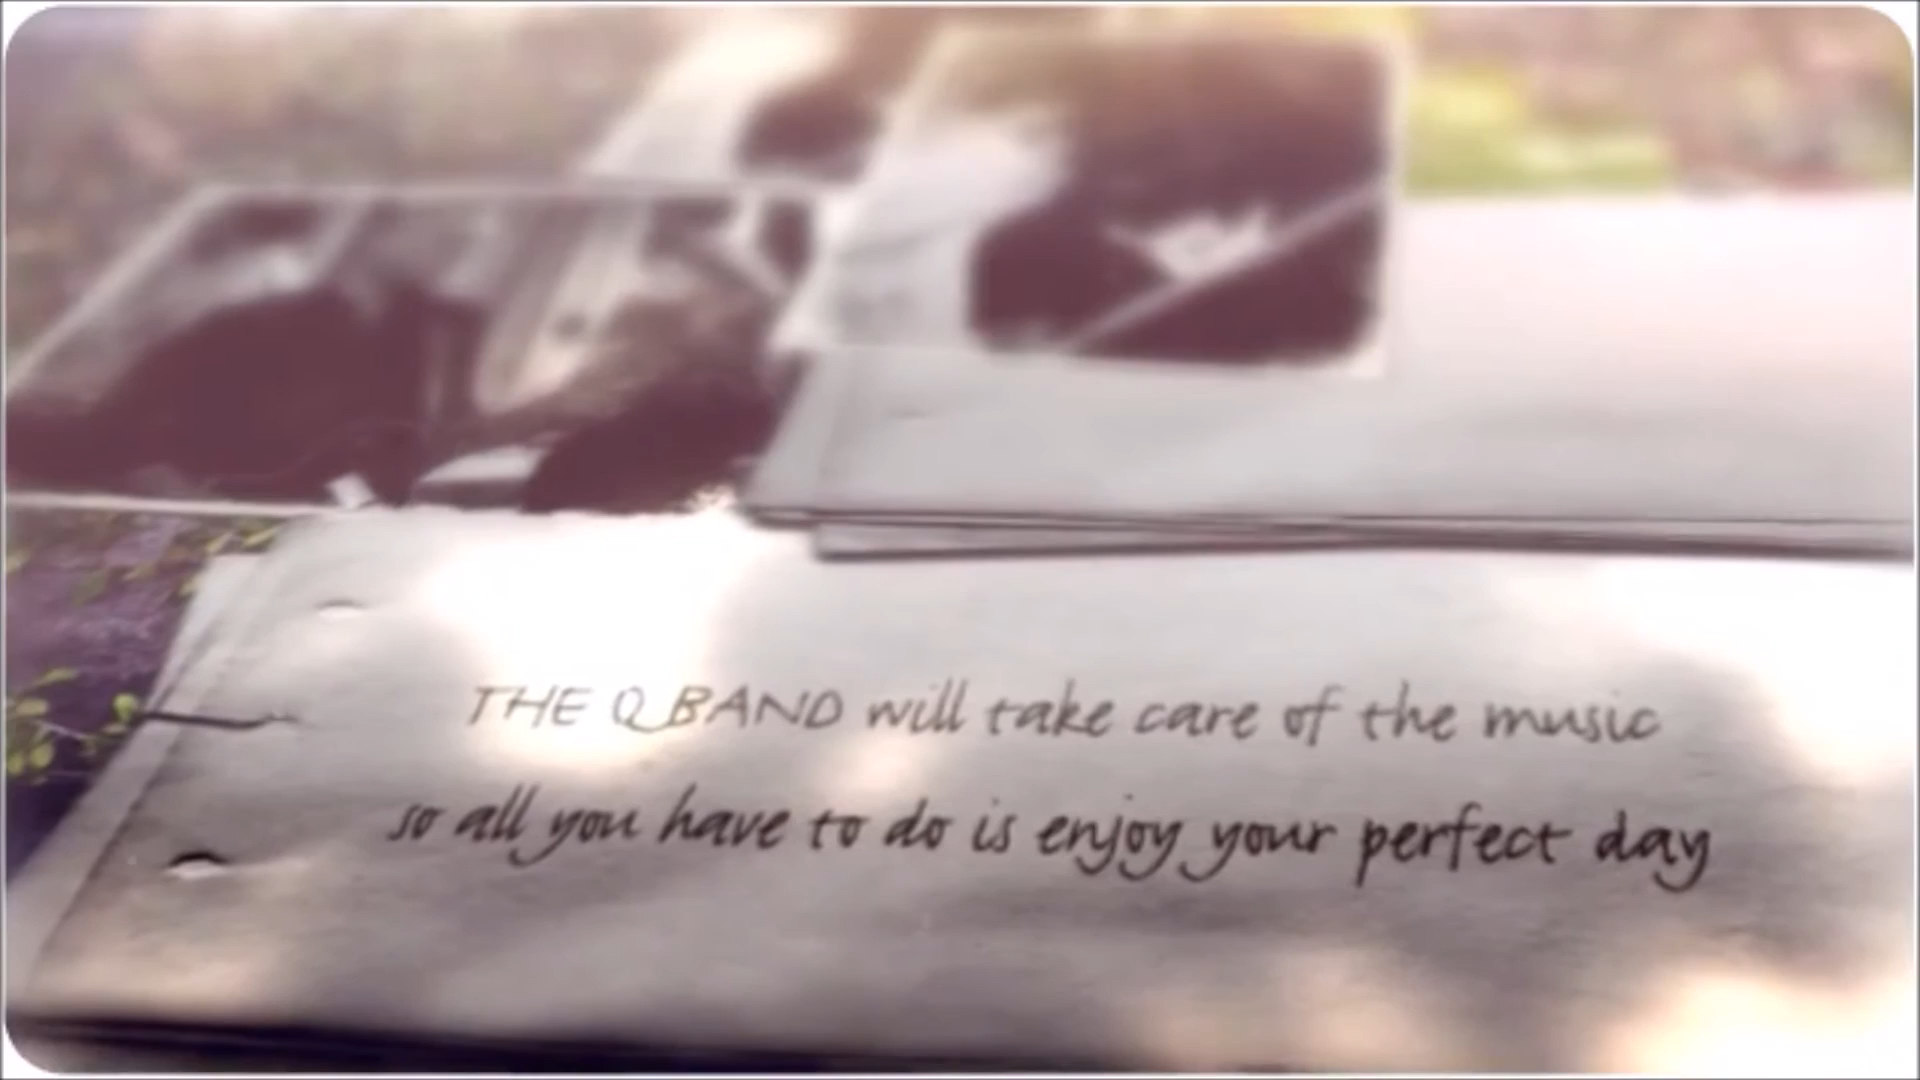 THE Q BAND will take care of the music
so all you have to do is enjoy your perfect day